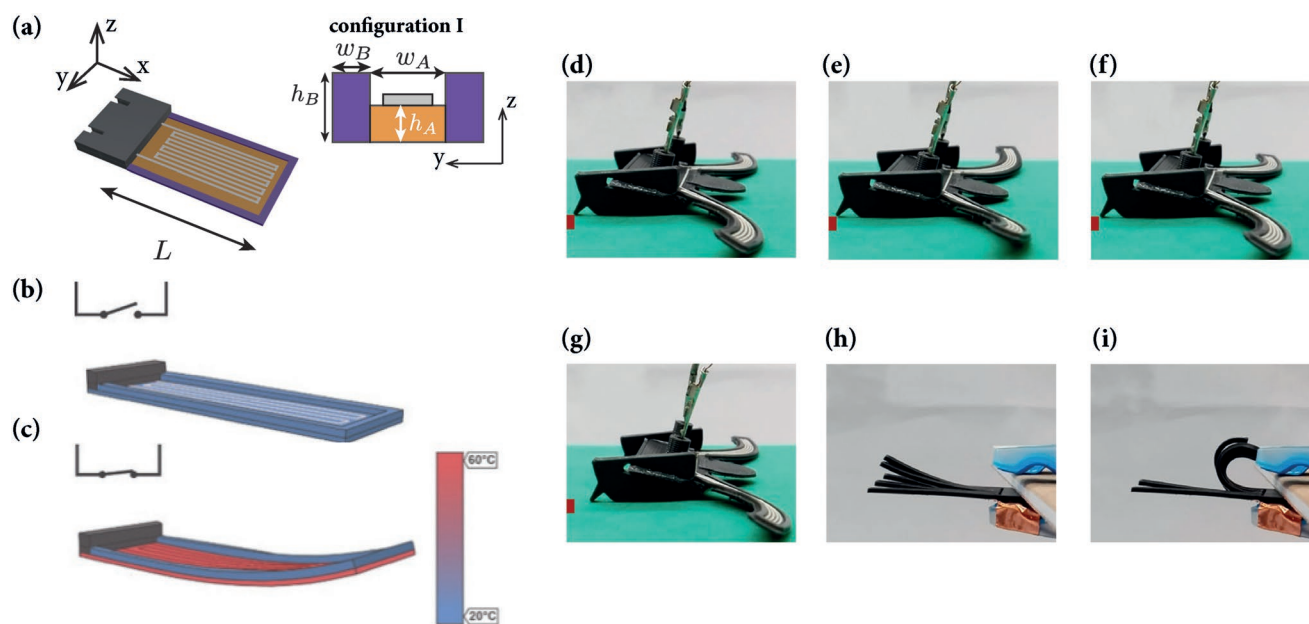 (a)
z
y
x
L
configuration I
w_B
w_A
h_B
h_A
z
y
(b)
(c)
60°C
20°C
(d)
(e)
(f)
(g)
(h)
(i)